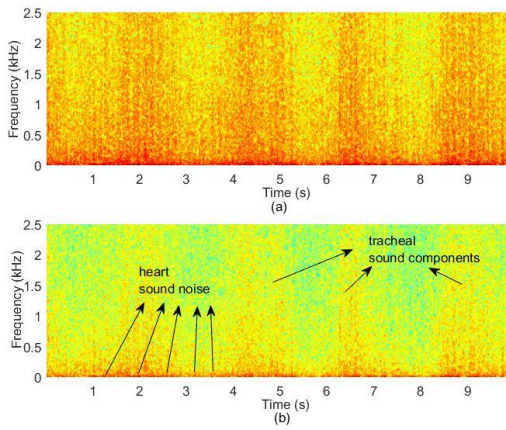 2.5
2
1.5
1
0.5
0
Frequency (kHz)
1 2 3 4 5 6 7 8 9
Time (s)
(a)
2.5
2
1.5
1
0.5
0
Frequency (kHz)
heart
sound noise
tracheal
sound components
1 2 3 4 5 6 7 8 9
Time (s)
(b)